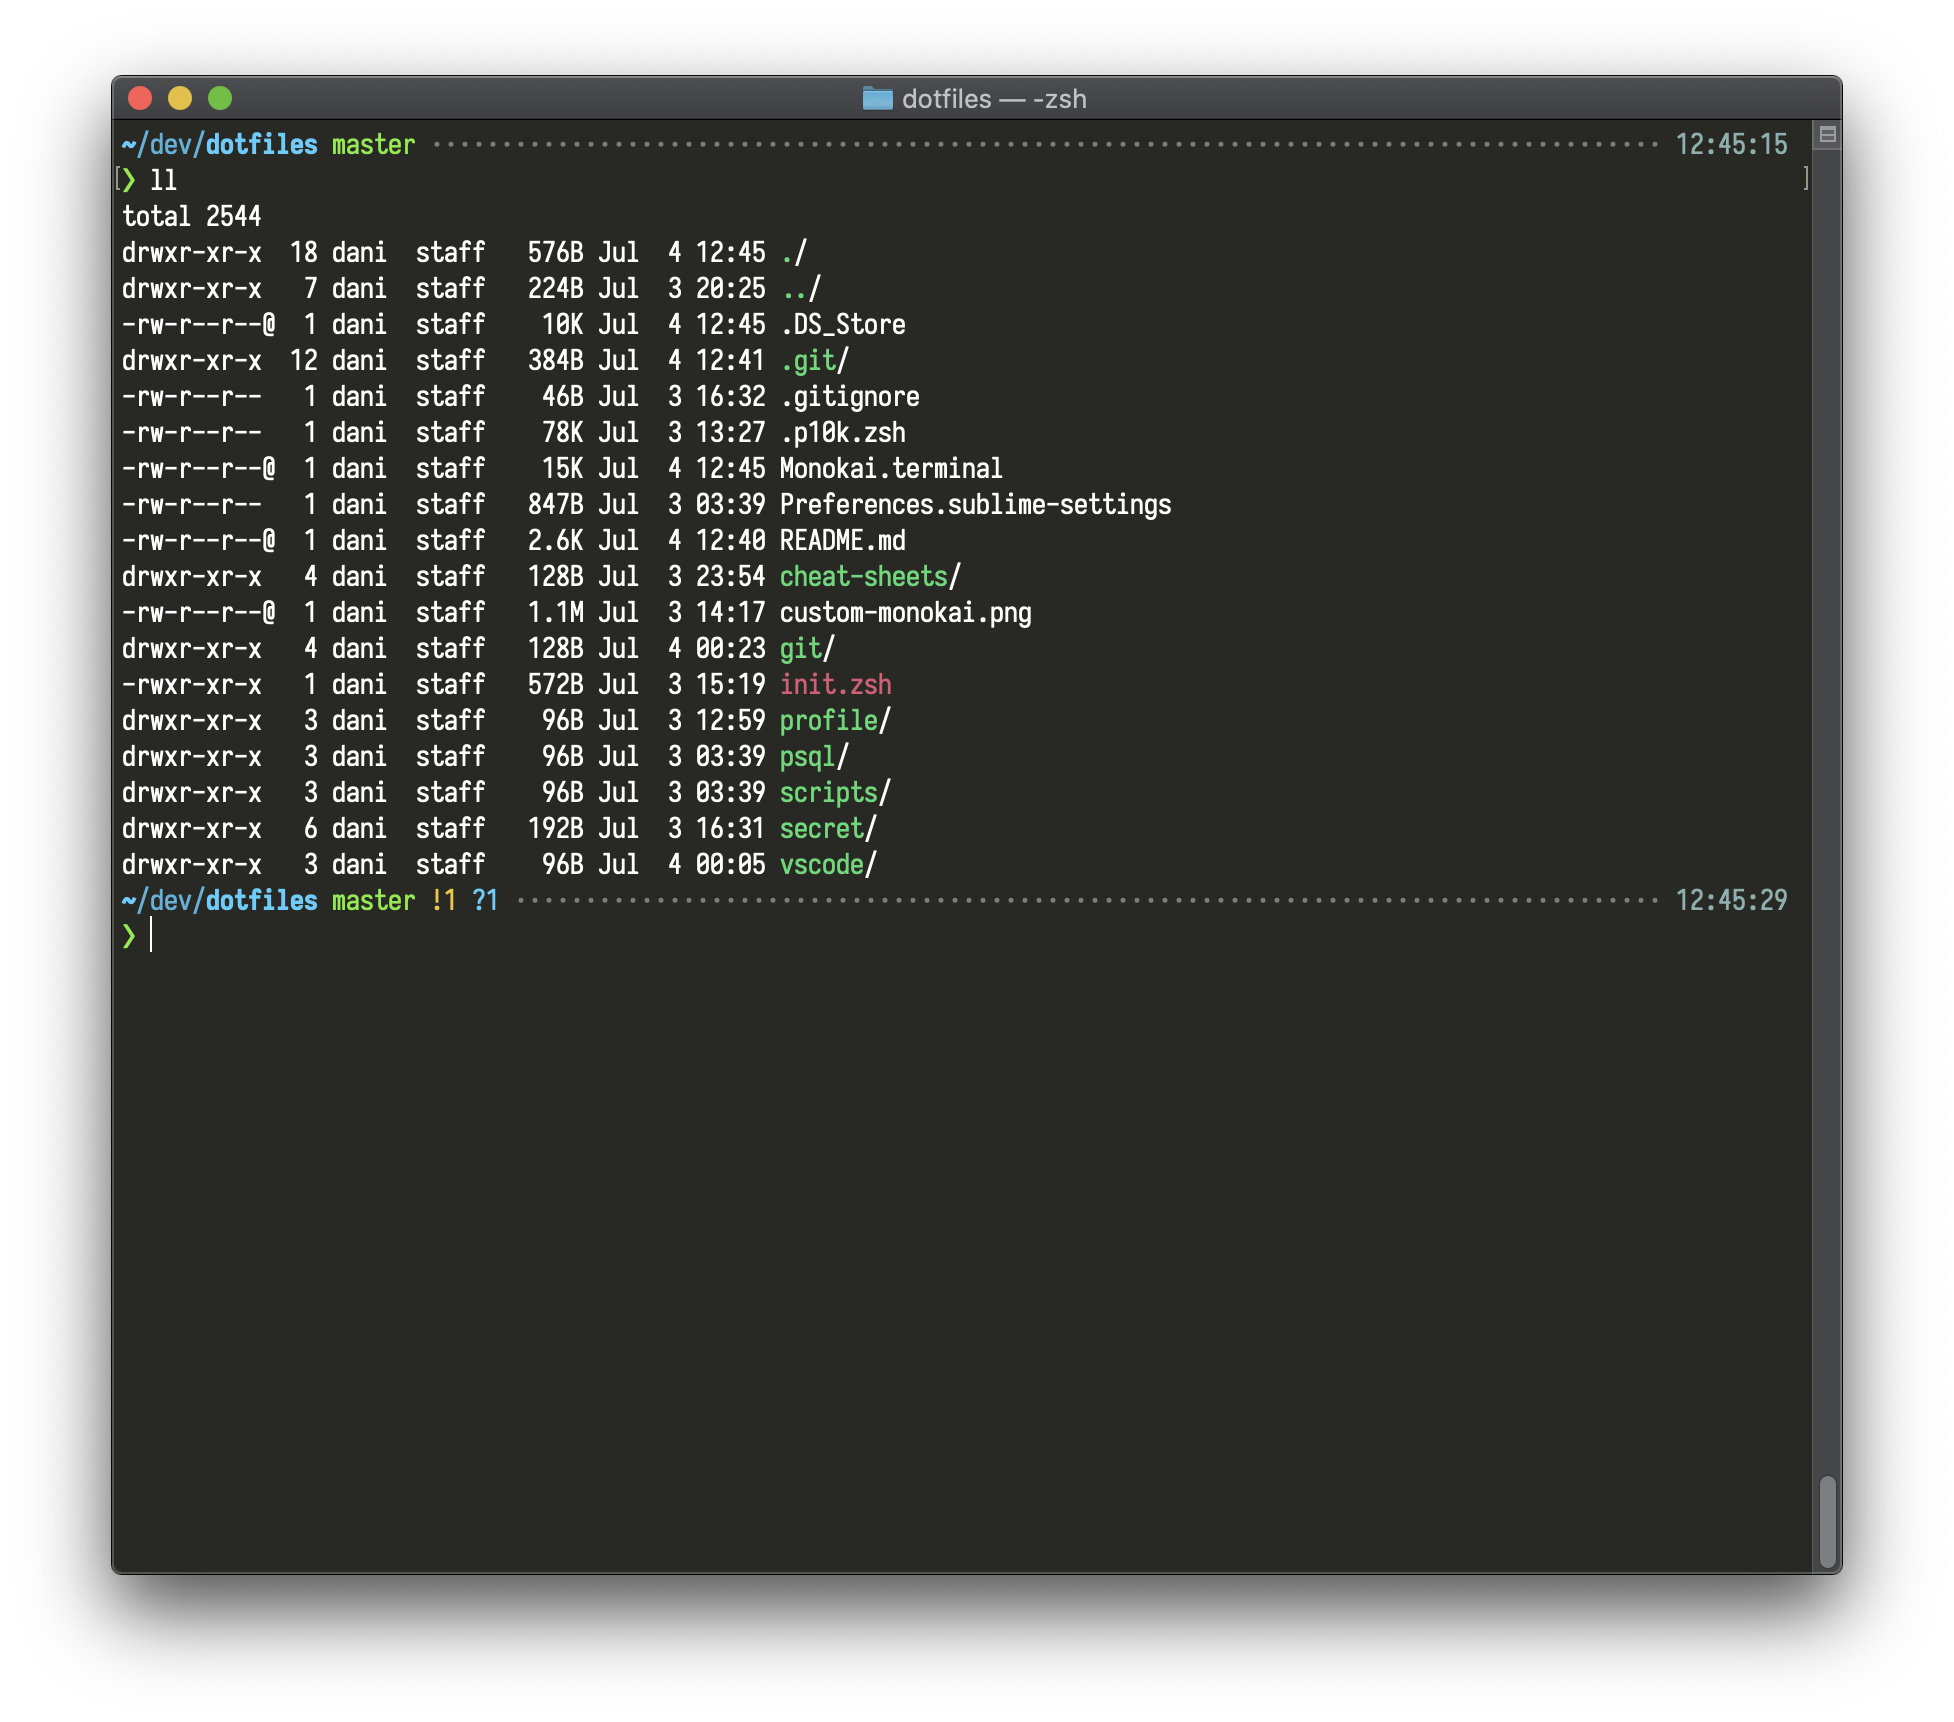 dotfiles — -zsh
~/dev/dotfiles master ······················································································· 12:45:15
[❯ ll ]
total 2544
drwxr-xr-x  18 dani  staff   576B Jul  4 12:45 ./
drwxr-xr-x   7 dani  staff   224B Jul  3 20:25 ../
-rw-r--r--@  1 dani  staff    10K Jul  4 12:45 .DS_Store
drwxr-xr-x  12 dani  staff   384B Jul  4 12:41 .git/
-rw-r--r--   1 dani  staff    46B Jul  3 16:32 .gitignore
-rw-r--r--   1 dani  staff    78K Jul  3 13:27 .p10k.zsh
-rw-r--r--@  1 dani  staff    15K Jul  4 12:45 Monokai.terminal
-rw-r--r--   1 dani  staff   847B Jul  3 03:39 Preferences.sublime-settings
-rw-r--r--@  1 dani  staff   2.6K Jul  4 12:40 README.md
drwxr-xr-x   4 dani  staff   128B Jul  3 23:54 cheat-sheets/
-rw-r--r--@  1 dani  staff   1.1M Jul  3 14:17 custom-monokai.png
drwxr-xr-x   4 dani  staff   128B Jul  4 00:23 git/
-rwxr-xr-x   1 dani  staff   572B Jul  3 15:19 init.zsh
drwxr-xr-x   3 dani  staff    96B Jul  3 12:59 profile/
drwxr-xr-x   3 dani  staff    96B Jul  3 03:39 psql/
drwxr-xr-x   3 dani  staff    96B Jul  3 03:39 scripts/
drwxr-xr-x   6 dani  staff   192B Jul  3 16:31 secret/
drwxr-xr-x   3 dani  staff    96B Jul  4 00:05 vscode/
~/dev/dotfiles master !1 ?1 ·················································································· 12:45:29
❯